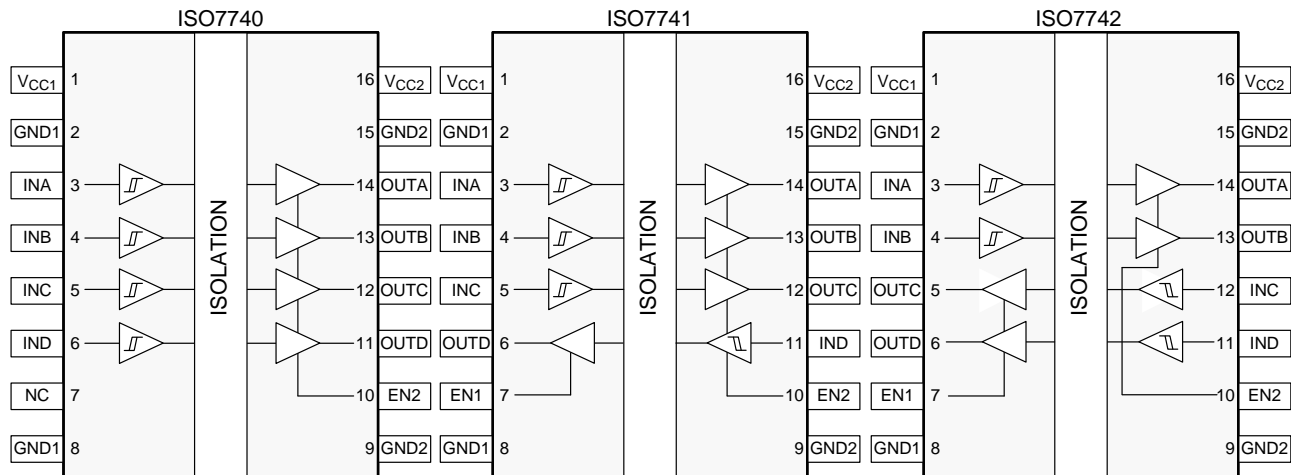 ISO7740 ISO7741 ISO7742
VCC1 1 16 VCC2 VCC1 1 16 VCC2 VCC1 1 16 VCC2
GND1 2 15 GND2 GND1 2 15 GND2 GND1 2 15 GND2
INA 3 14 OUTA INA 3 14 OUTA INA 3 14 OUTA
INB 4 13 OUTB INB 4 13 OUTB INB 4 13 OUTB
INC 5 12 OUTC INC 5 12 OUTC OUTC 5 12 INC
IND 6 11 OUTD OUTD 6 11 IND OUTD 6 11 IND
NC 7 10 EN2 EN1 7 10 EN2 EN1 7 10 EN2
GND1 8 9 GND2 GND1 8 9 GND2 GND1 8 9 GND2
ISOLATION
ISOLATION
ISOLATION